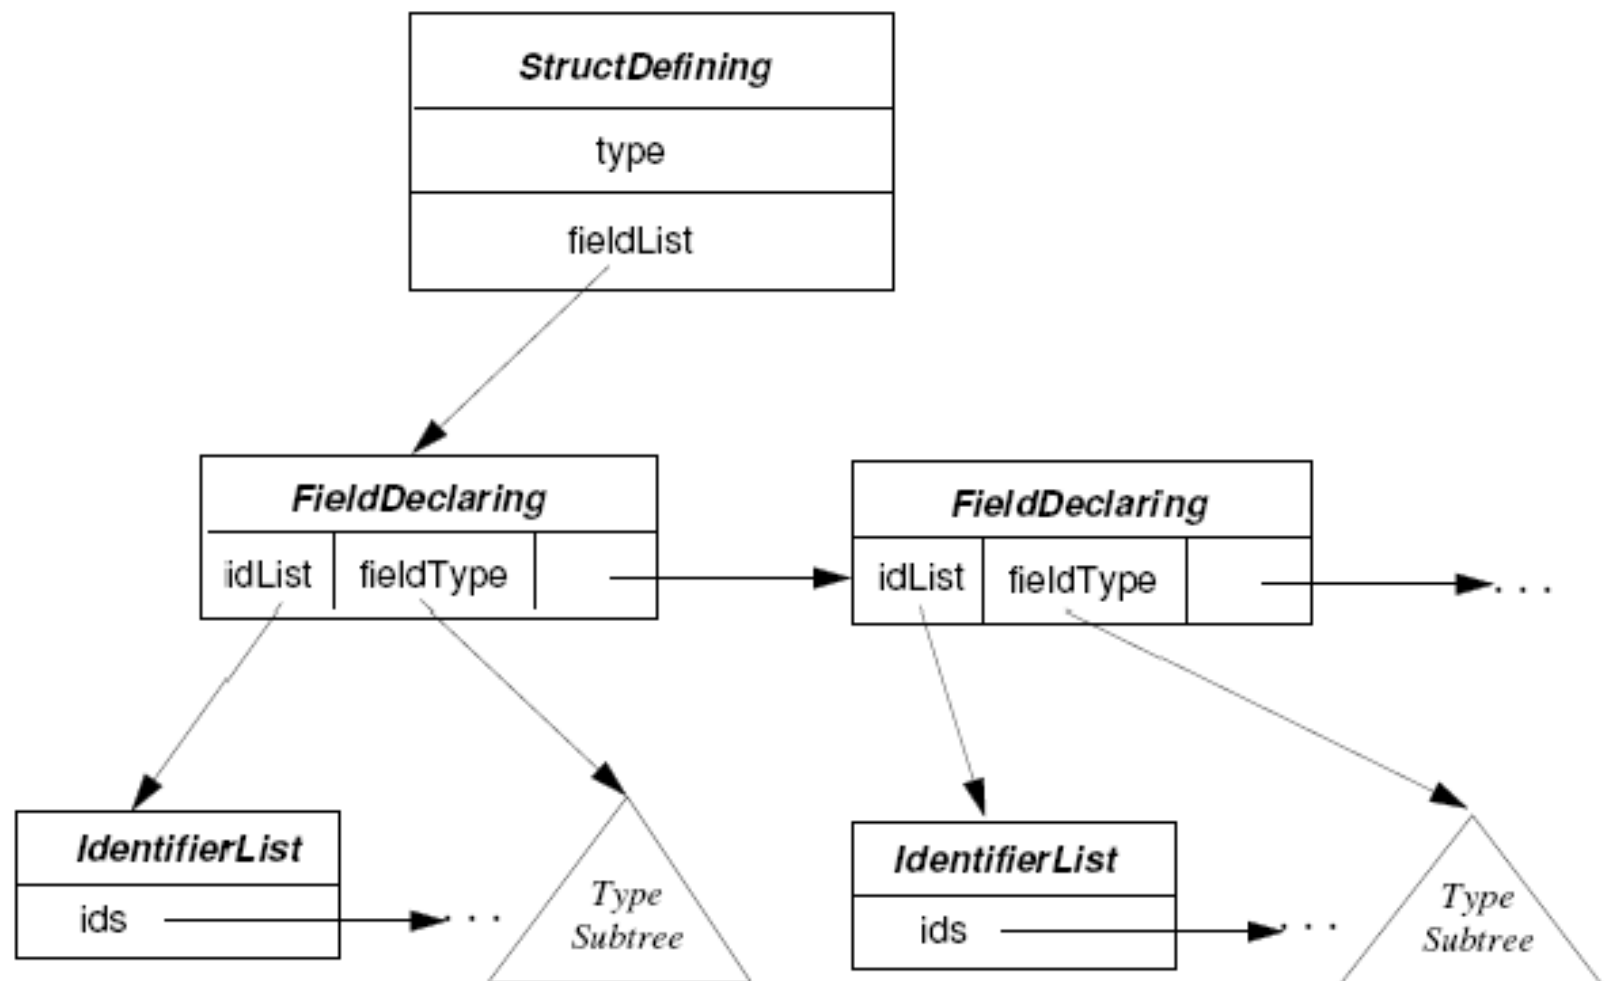 StructDefining
type
fieldList
FieldDeclaring
idList fieldType
FieldDeclaring
idList fieldType
. . .
IdentifierList
ids
. . .
Type
Subtree
IdentifierList
ids
. . .
Type
Subtree